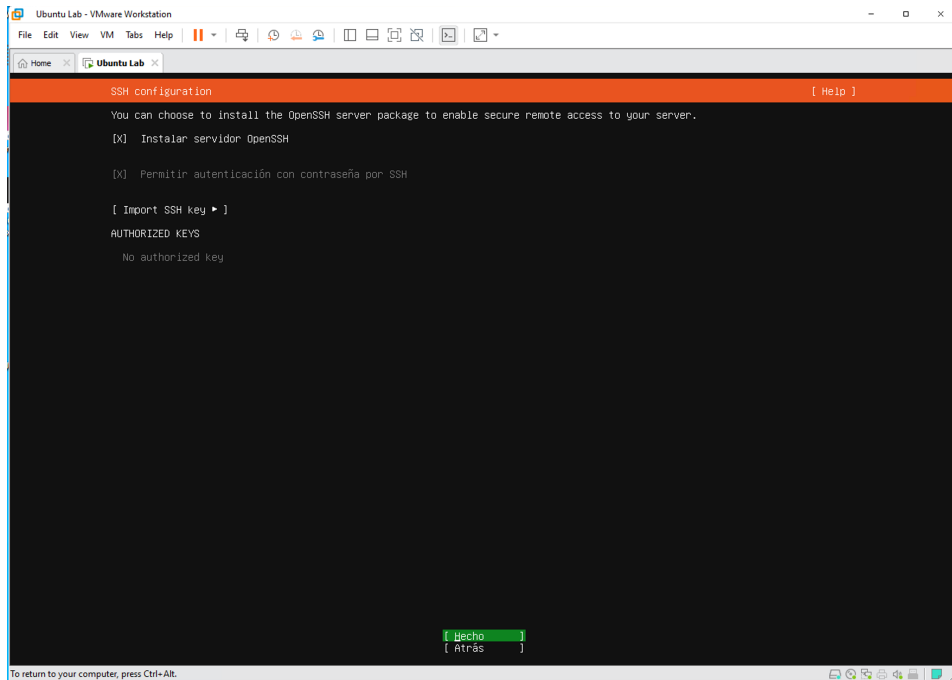 Ubuntu Lab - VMware Workstation
File Edit View VM Tabs Help
Home Ubuntu Lab
SSH configuration [ Help ]
You can choose to install the OpenSSH server package to enable secure remote access to your server.
[X] Instalar servidor OpenSSH
[X] Permitir autenticación con contraseña por SSH
[ Import SSH key ▸ ]
AUTHORIZED KEYS
No authorized key
[ Hecho ]
[ Atrás ]
To return to your computer, press Ctrl+Alt.